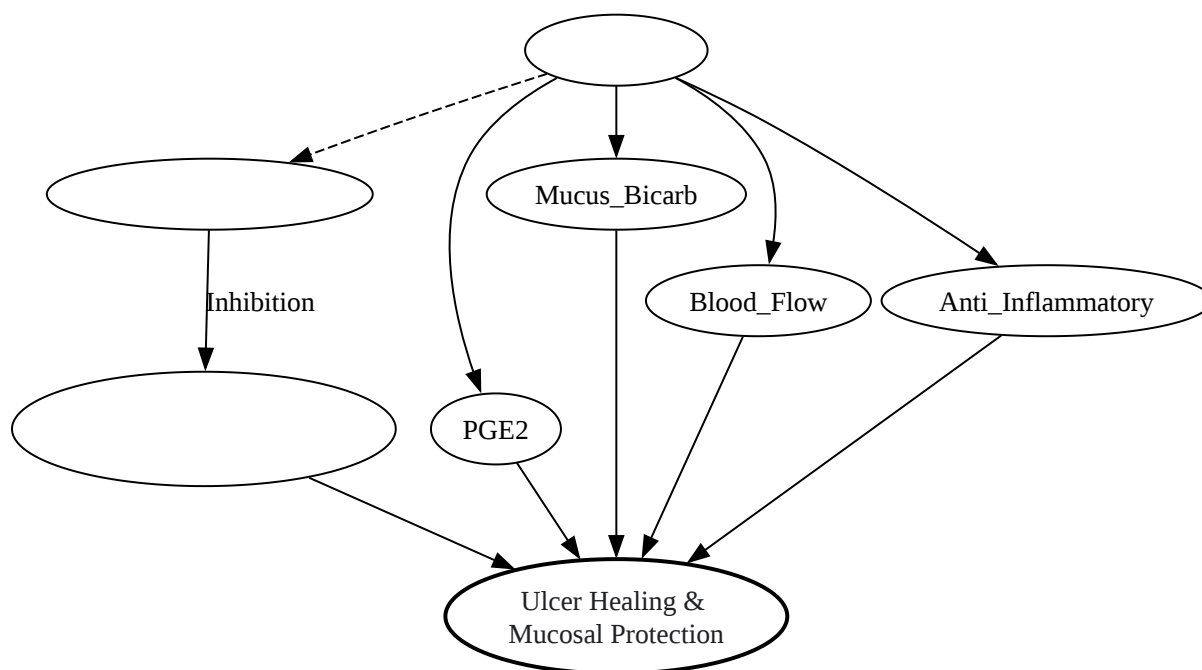 Mucus_Bicarb
Inhibition
Blood_Flow
Anti_Inflammatory
PGE2
Ulcer Healing &
Mucosal Protection